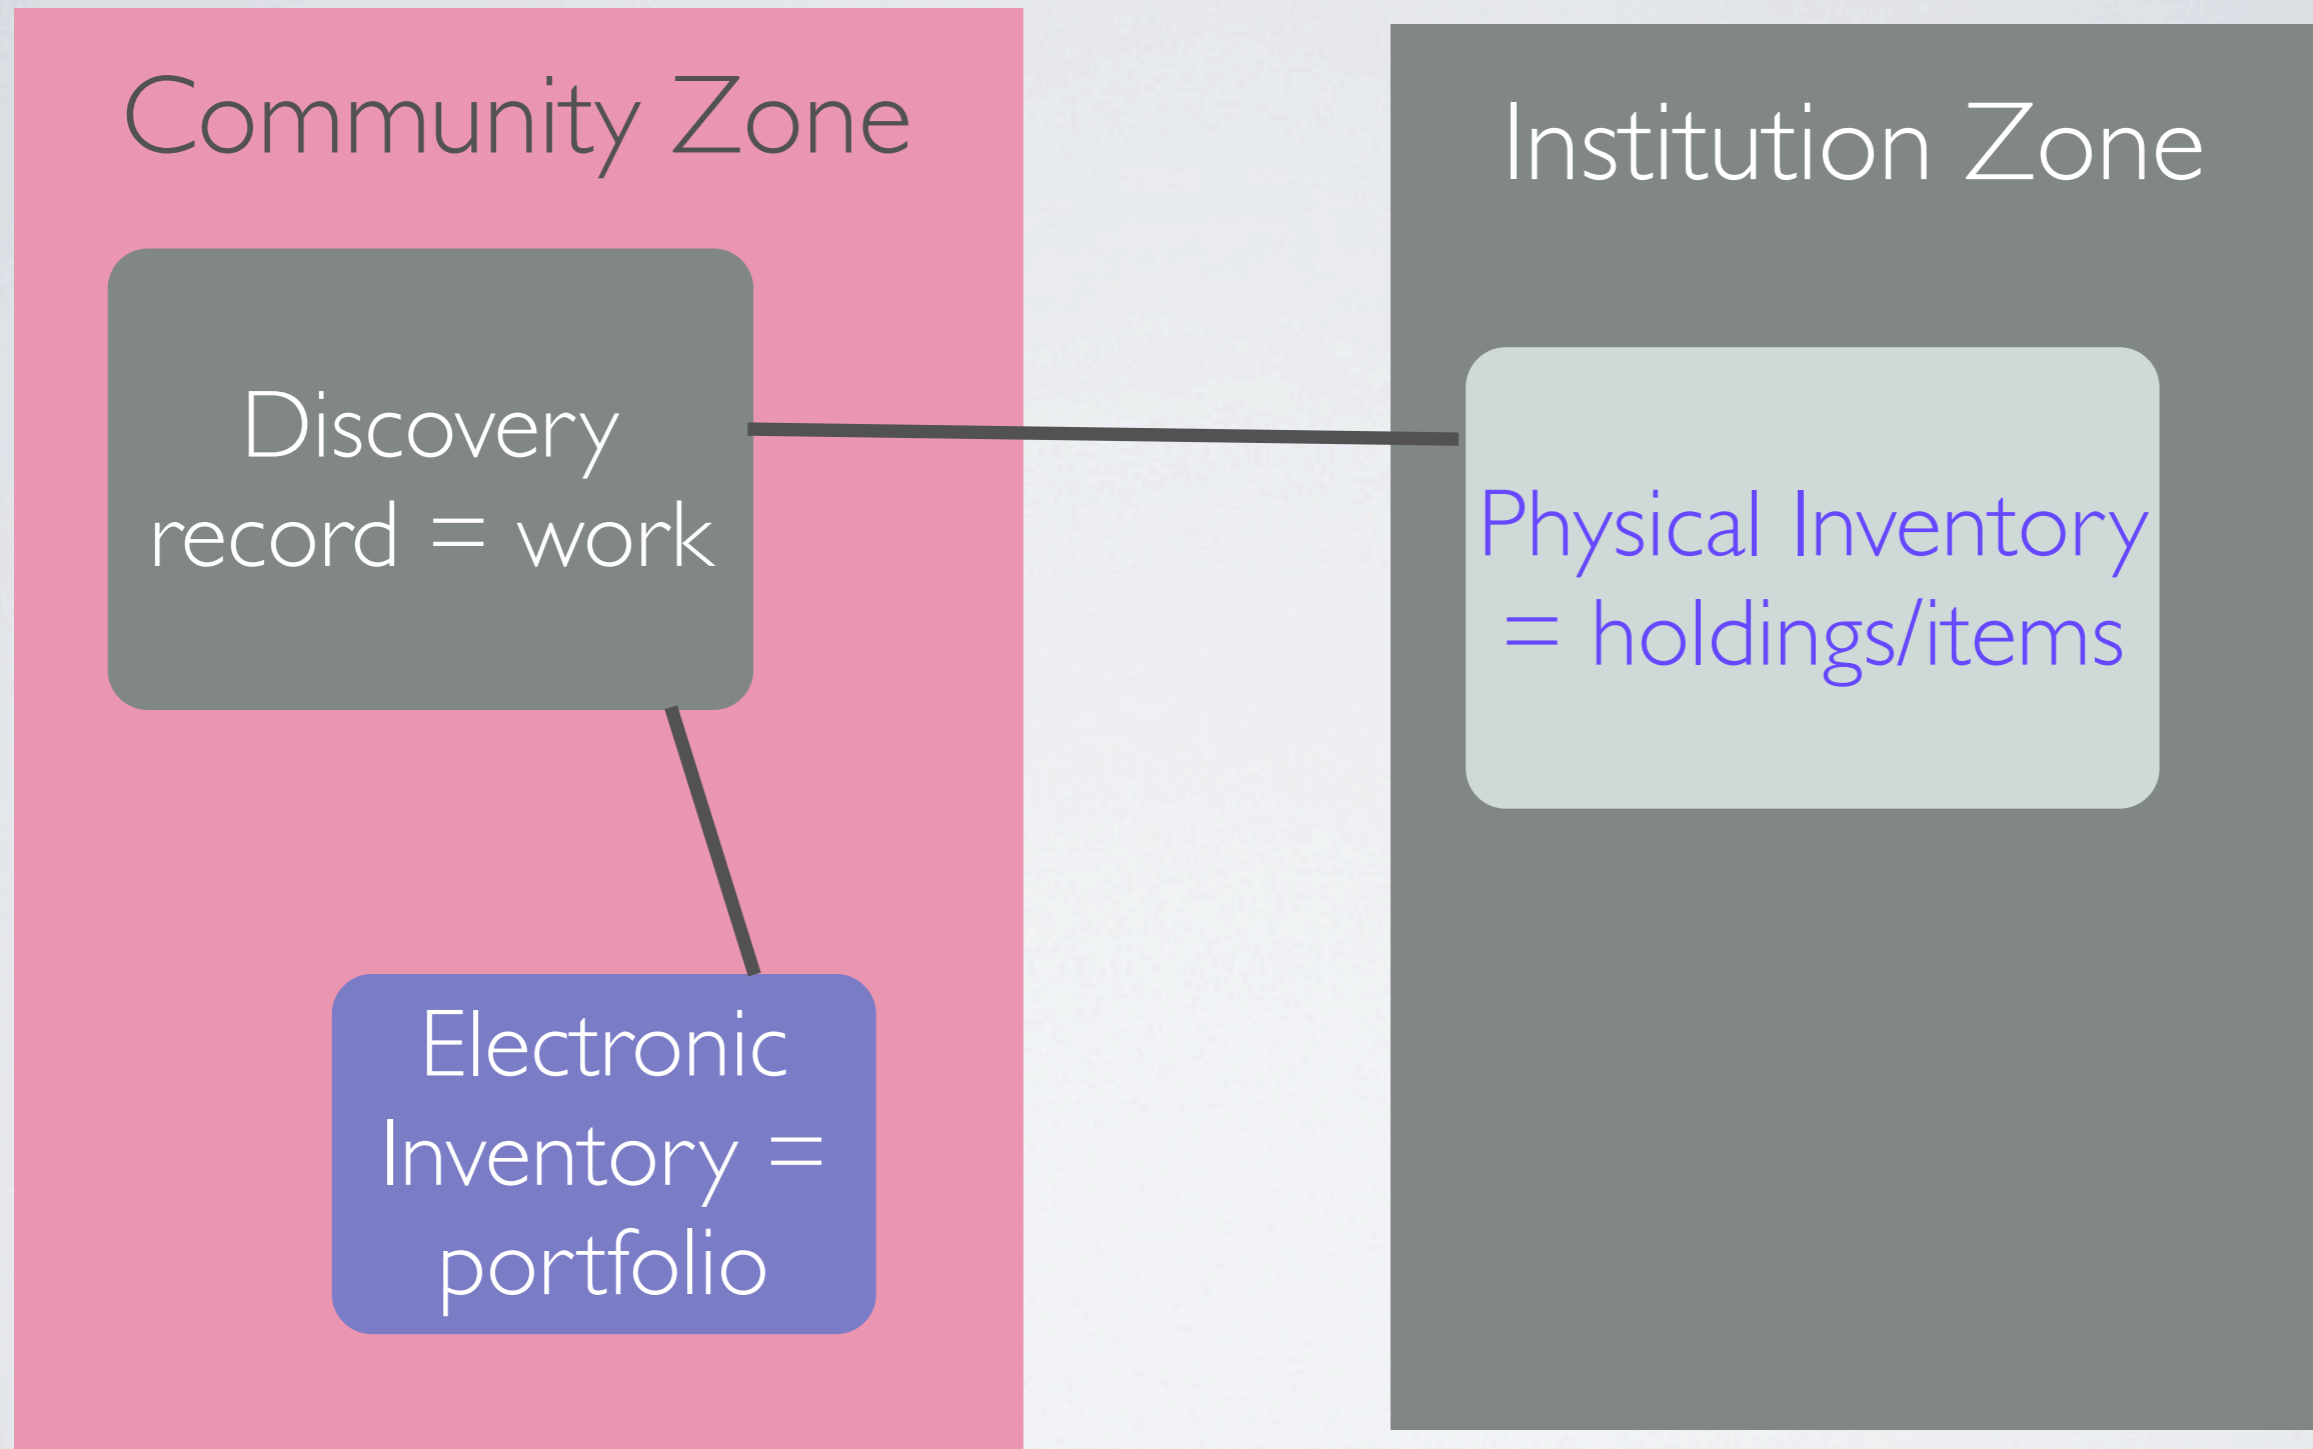 Community Zone
Institution Zone
Discovery
record = work
Physical Inventory
= holdings/items
Electronic
Inventory =
portfolio